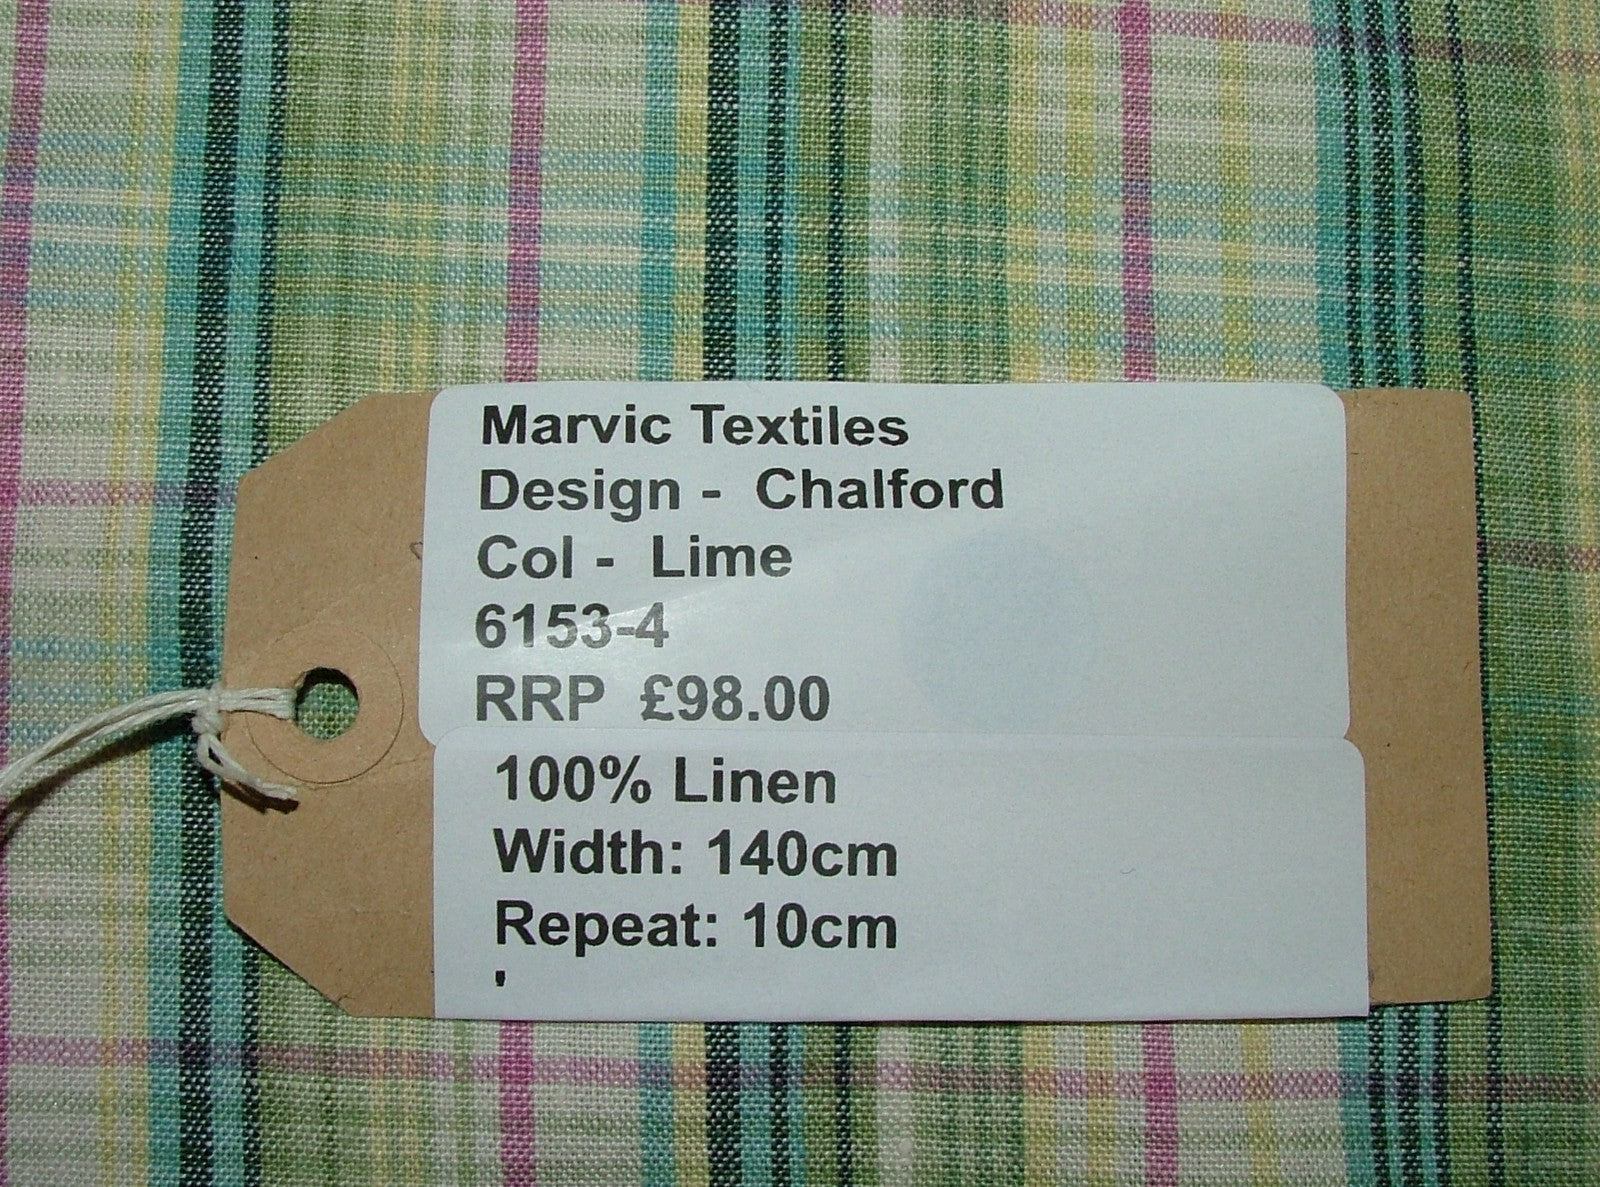 Marvic Textiles
Design - Chalford
Col - Lime
6153-4
RRP £98.00
100% Linen
Width: 140cm
Repeat: 10cm
'